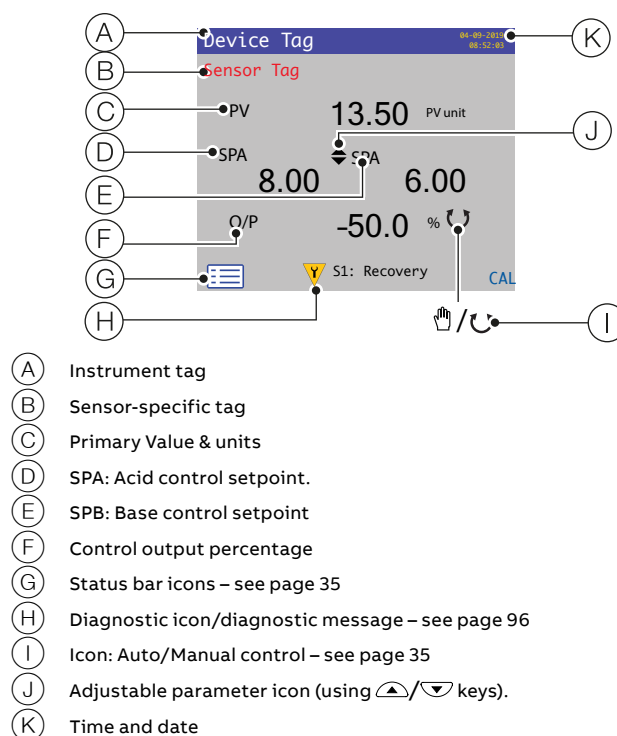 A
Device Tag
04-09-2019
08:52:03
K
B
Sensor Tag
C
PV
13.50 PV unit
J
D
SPA
SPA
E
8.00
6.00
F
O/P
-50.0 %
G
S1: Recovery
CAL
H
/
I
A Instrument tag
B Sensor-specific tag
C Primary Value & units
D SPA: Acid control setpoint.
E SPB: Base control setpoint
F Control output percentage
G Status bar icons – see page 35
H Diagnostic icon/diagnostic message – see page 96
I Icon: Auto/Manual control – see page 35
J Adjustable parameter icon (using / keys).
K Time and date